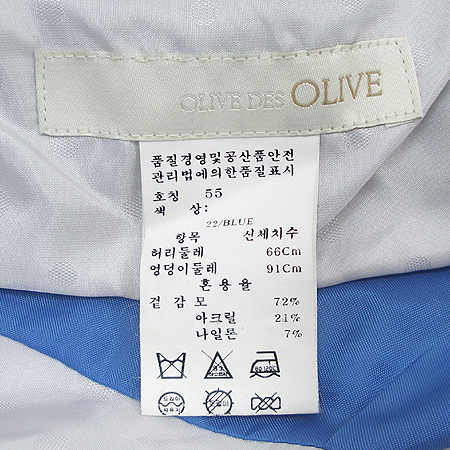 OLIVE DES OLIVE
품질경영및공산품안전
관리법에의한품질표시
호칭 55
색 상:
22/BLUE
항목 신체치수
허리둘레 66Cm
엉덩이둘레 91Cm
혼용율
겉감모 72%
아크릴 21%
나일론 7%
드라이